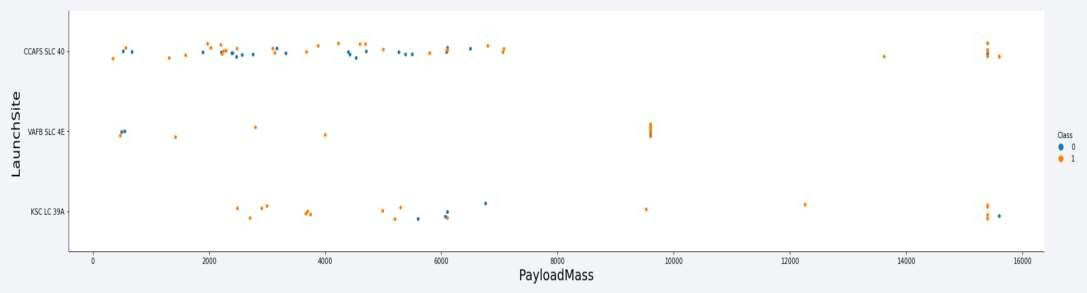 LaunchSite
CCAFS SLC 40
VAFB SLC 4E
KSC LC 39A
0 2000 4000 6000 8000 10000 12000 14000 16000
PayloadMass
Class
0
1